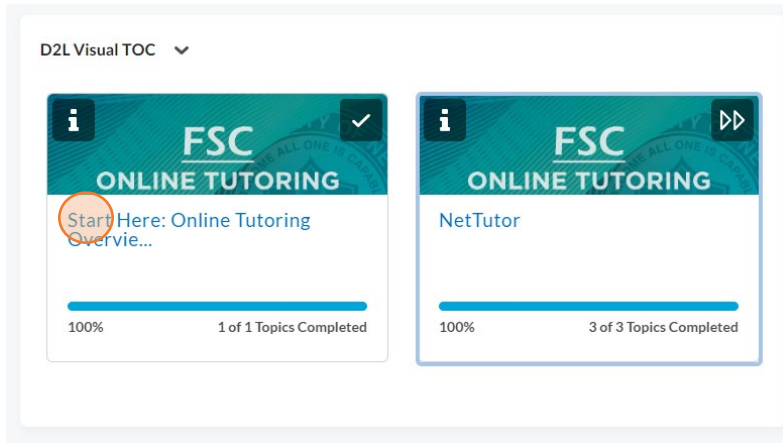 D2L Visual TOC
FSC
ONLINE TUTORING
Start Here: Online Tutoring
Overvie...
100% 1 of 1 Topics Completed
FSC
ONLINE TUTORING
NetTutor
100% 3 of 3 Topics Completed